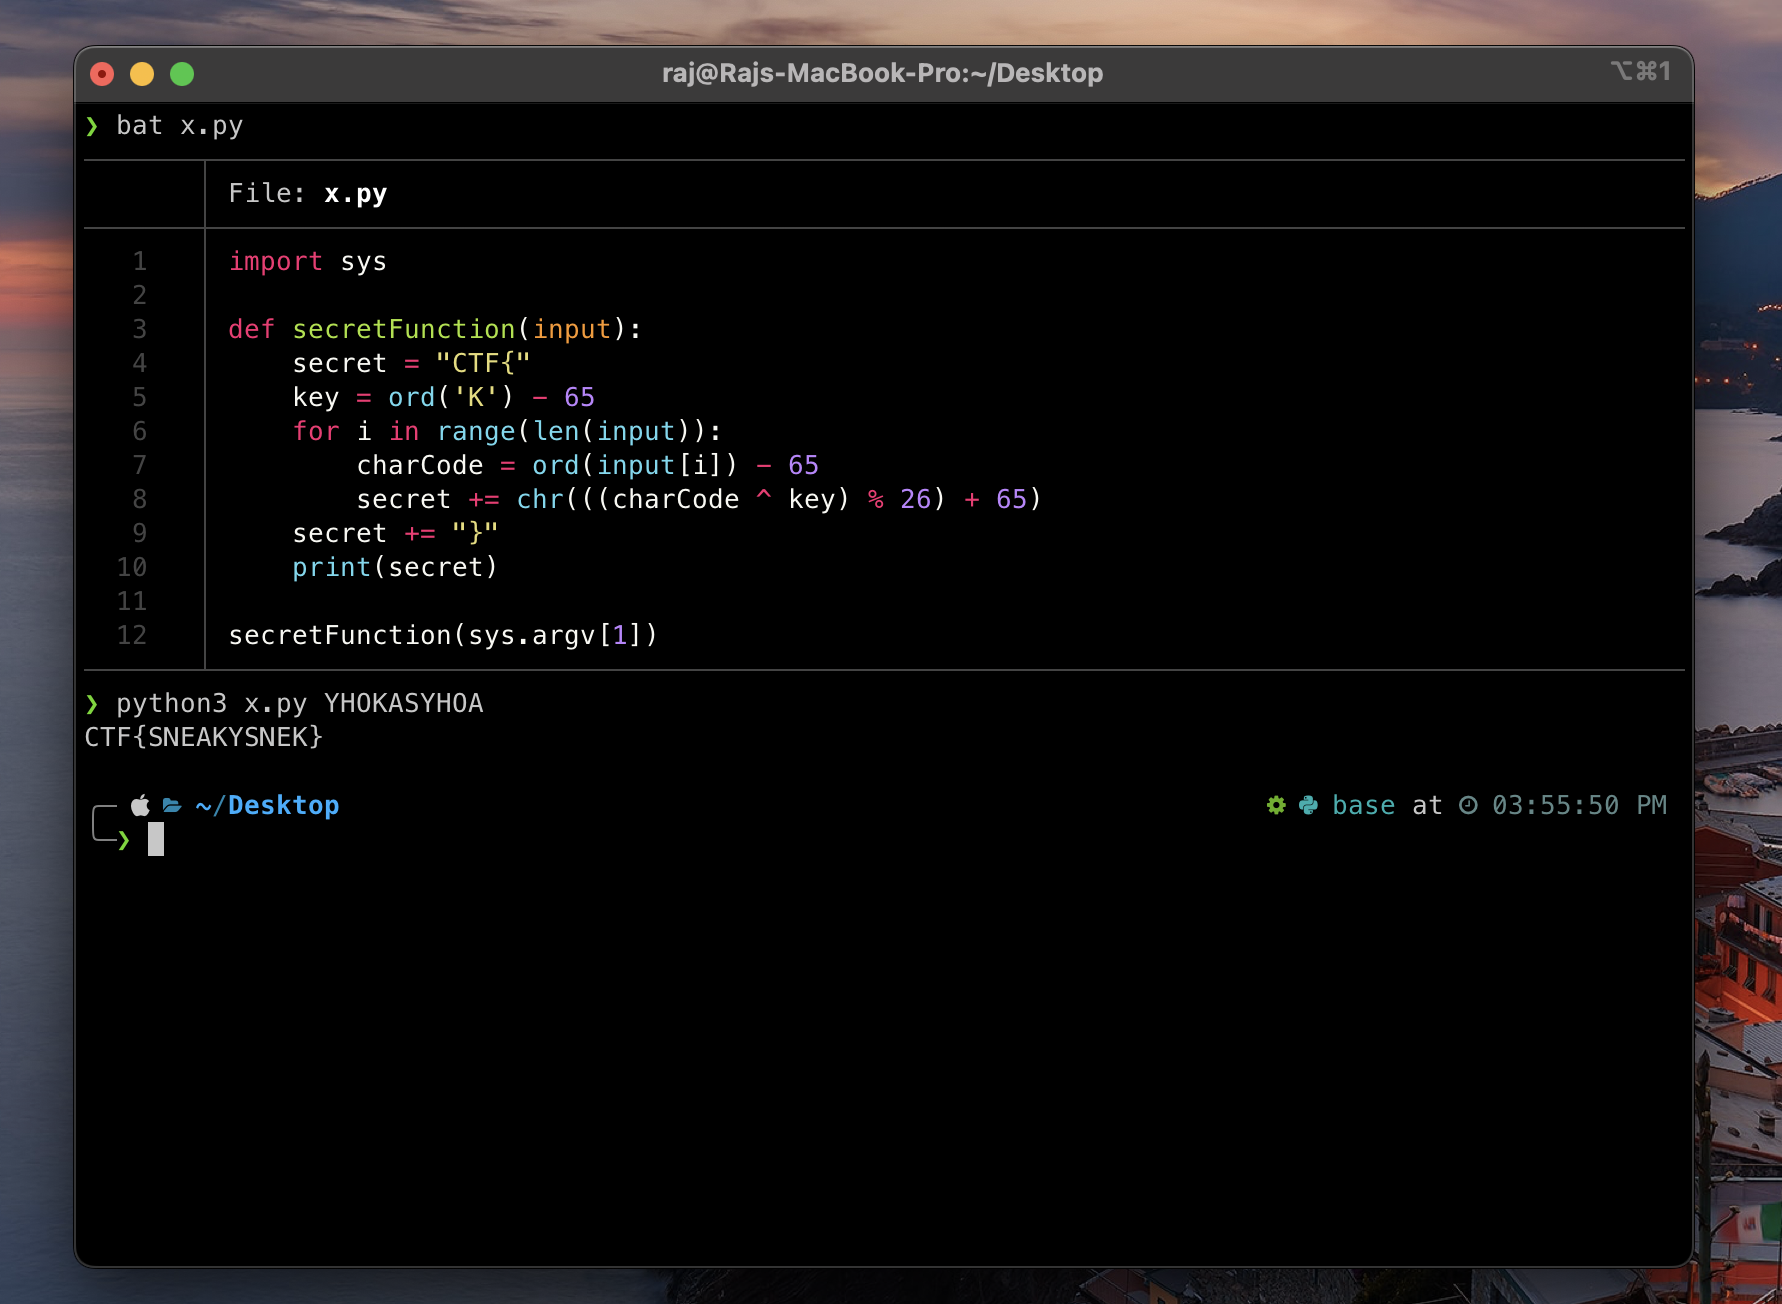 raj@Rajs-MacBook-Pro:~/Desktop
⌥⌘1
❯ bat x.py
File: x.py
1 import sys
2
3 def secretFunction(input):
4     secret = "CTF{"
5     key = ord('K') - 65
6     for i in range(len(input)):
7         charCode = ord(input[i]) - 65
8         secret += chr(((charCode ^ key) % 26) + 65)
9     secret += "}"
10     print(secret)
11
12 secretFunction(sys.argv[1])
❯ python3 x.py YHOKASYHOA
CTF{SNEAKYSNEK}
~/Desktop
base at 03:55:50 PM
❯